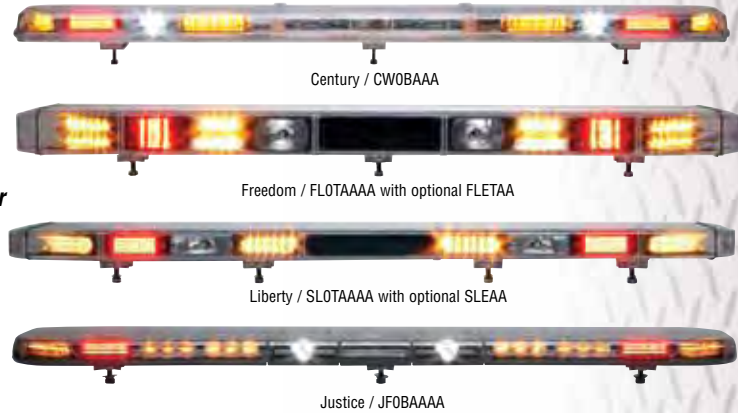 Century / CW0BAAA
Freedom / FL0TAAAA with optional FLETAA
r
Liberty / SL0TAAAA with optional SLEAA
Justice / JF0BAAAA